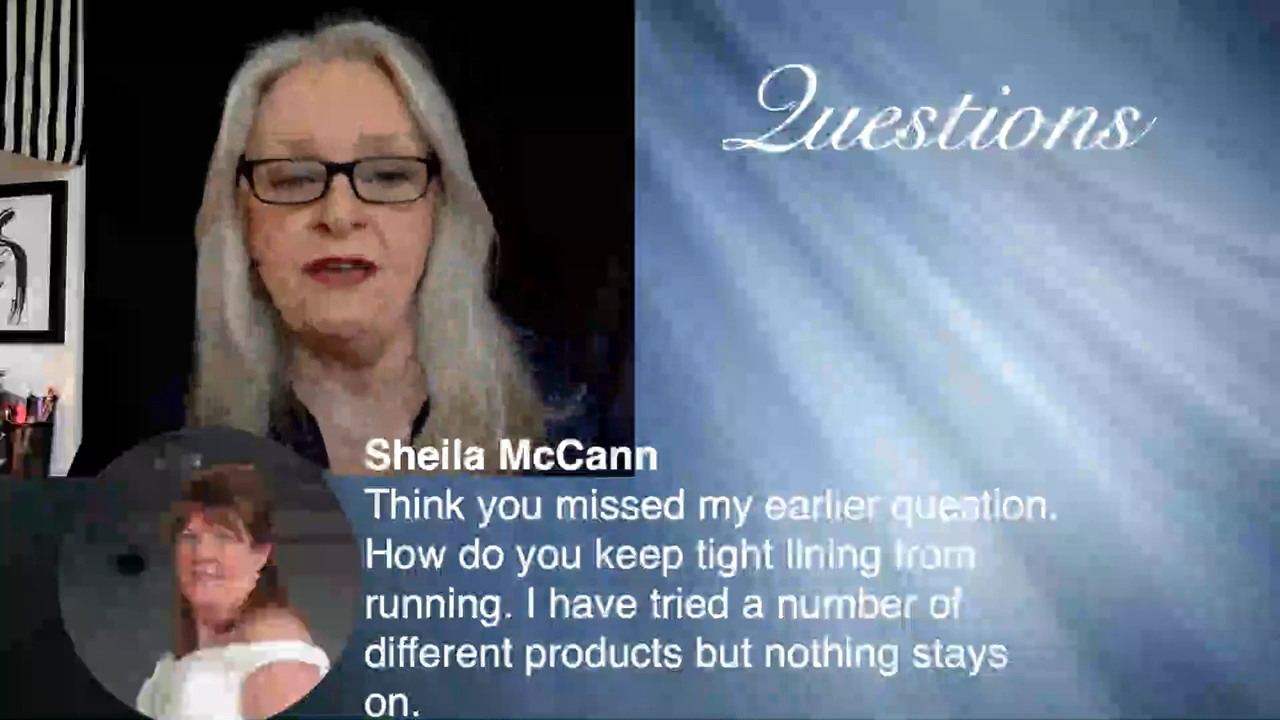 Questions
Sheila McCann
Think you missed my earlier question.
How do you keep tight lining from
running. I have tried a number of
different products but nothing stays
on.